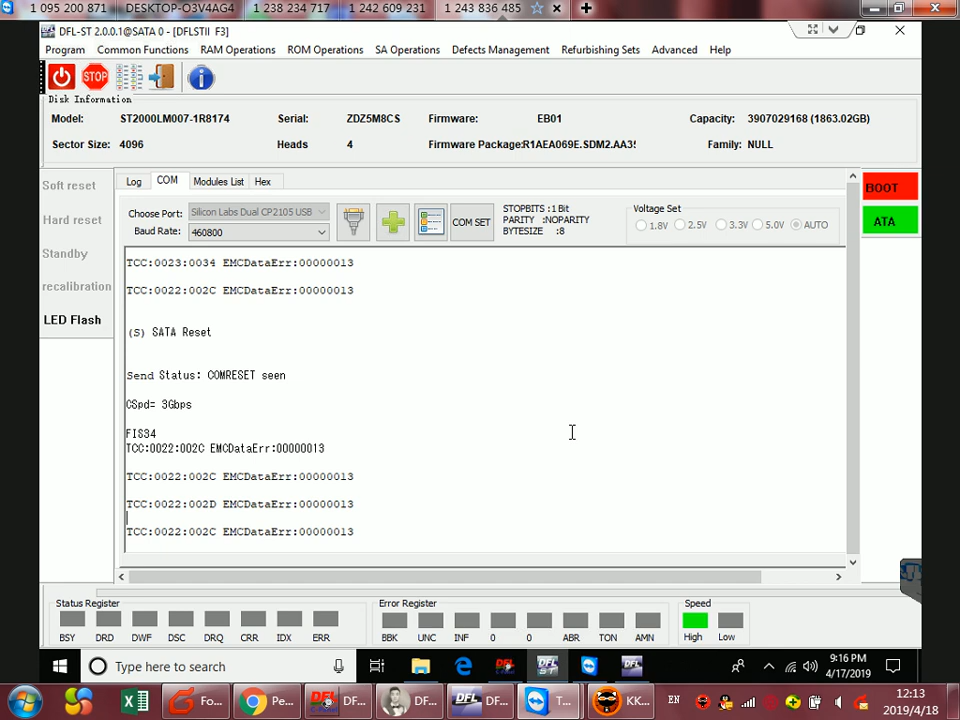 1 095 200 871 DESKTOP-O3V4AG4 1 238 234 717 1 242 609 231 1 243 836 485
DFL-ST 2.0.0.1@SATA 0 - [DFLSTII F3]
Program Common Functions RAM Operations ROM Operations SA Operations Defects Management Refurbishing Sets Advanced Help
STOP
Disk Information
Model: ST2000LM007-1R8174 Serial: ZDZ5M8CS Firmware: EB01 Capacity: 3907029168 (1863.02GB)
Sector Size: 4096 Heads 4 Firmware Package:R1AEA069E.SDM2.AA35 Family: NULL
Soft reset
Hard reset
Standby
recalibration
LED Flash
Log COM Modules List Hex
Choose Port: Silicon Labs Dual CP2105 USB
Baud Rate: 460800
COM SET
STOPBITS :1 Bit
PARITY :NOPARITY
BYTESIZE :8
Voltage Set
1.8V 2.5V 3.3V 5.0V AUTO
BOOT
ATA
TCC:0023:0034 EMCDataErr:00000013
TCC:0022:002C EMCDataErr:00000013
(S) SATA Reset
Send Status: COMRESET seen
CSpd= 3Gbps
FIS34
TCC:0022:002C EMCDataErr:00000013
TCC:0022:002C EMCDataErr:00000013
TCC:0022:002D EMCDataErr:00000013
TCC:0022:002C EMCDataErr:00000013
Status Register
BSY DRD DWF DSC DRQ CRR IDX ERR
Error Register
BBK UNC INF 0 0 ABR TON AMN
Speed
High Low
Type here to search
9:16 PM
4/17/2019
Fo... Pe... DF... DF... DF... T... KK...
EN
12:13
2019/4/18